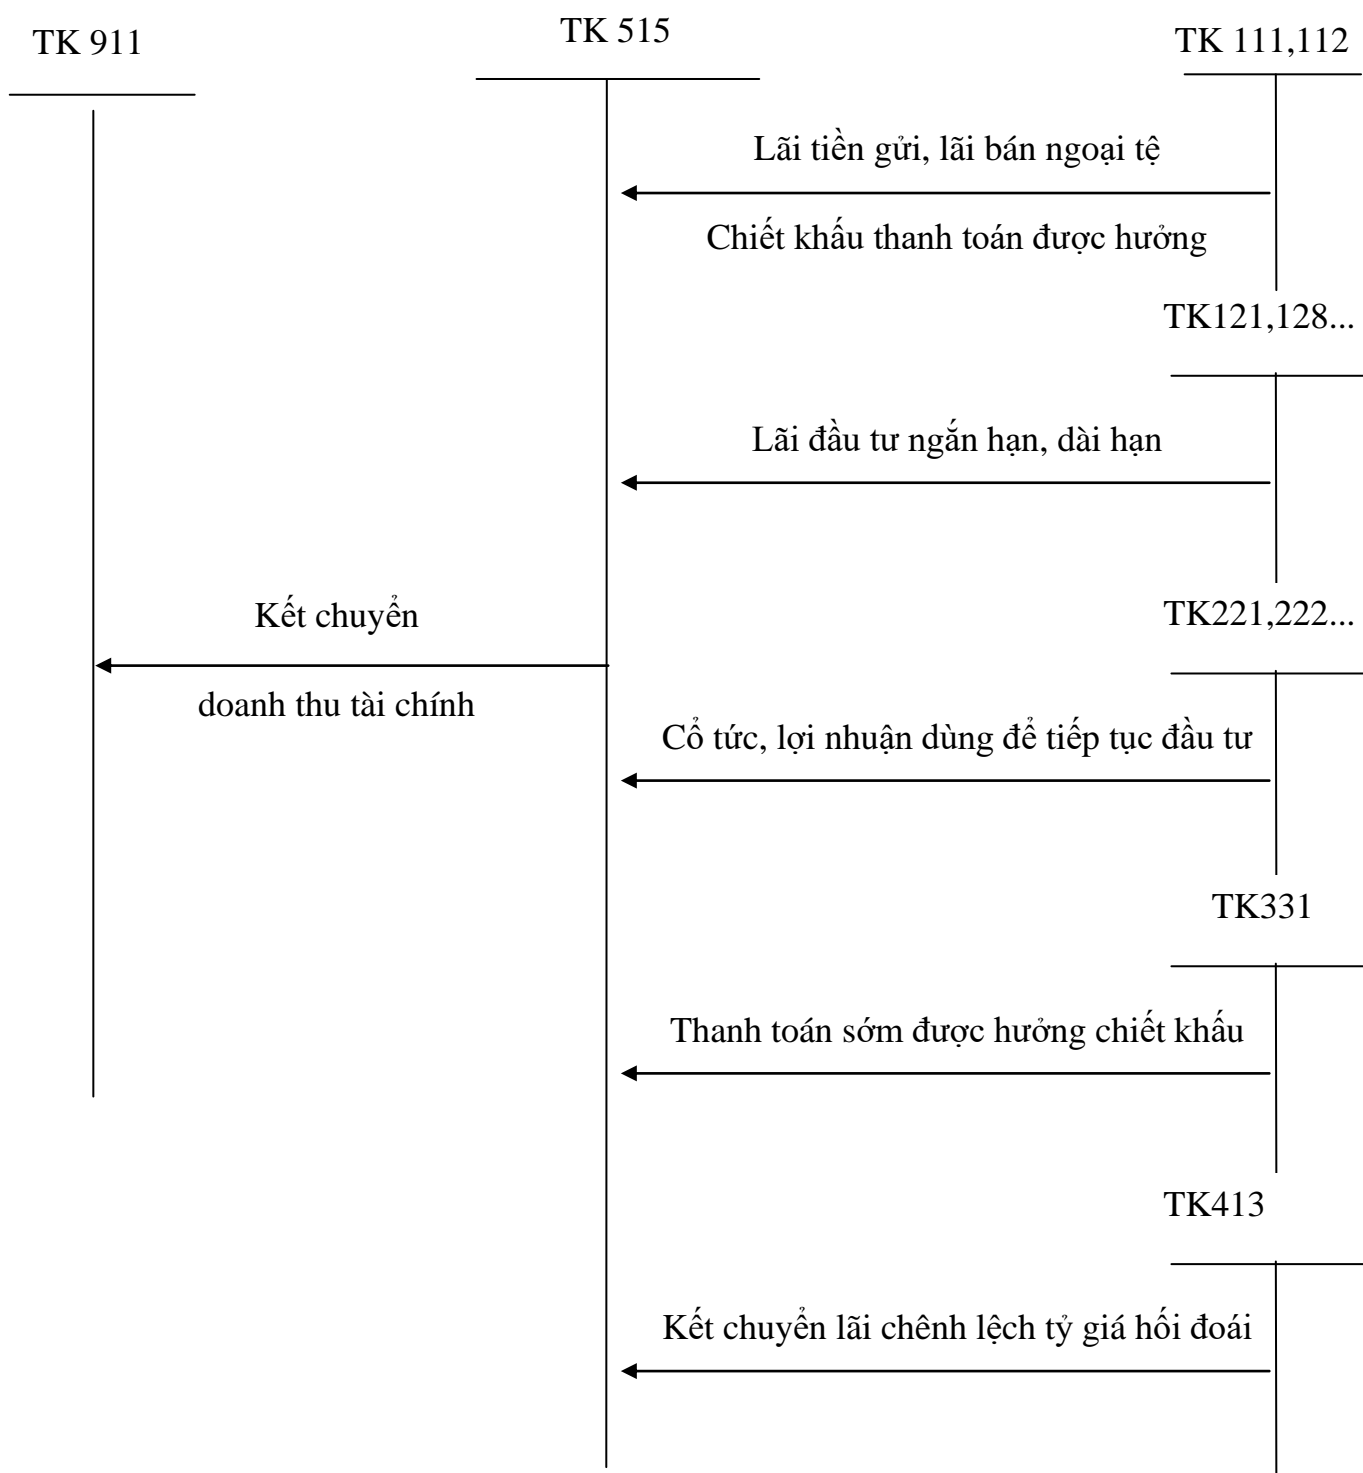 TK 911
TK 515
TK 111,112
Lãi tiền gửi, lãi bán ngoại tệ
Chiết khấu thanh toán được hưởng
TK121,128...
Lãi đầu tư ngắn hạn, dài hạn
Kết chuyển
doanh thu tài chính
TK221,222...
Cổ tức, lợi nhuận dùng để tiếp tục đầu tư
TK331
Thanh toán sớm được hưởng chiết khấu
TK413
Kết chuyển lãi chênh lệch tỷ giá hối đoái